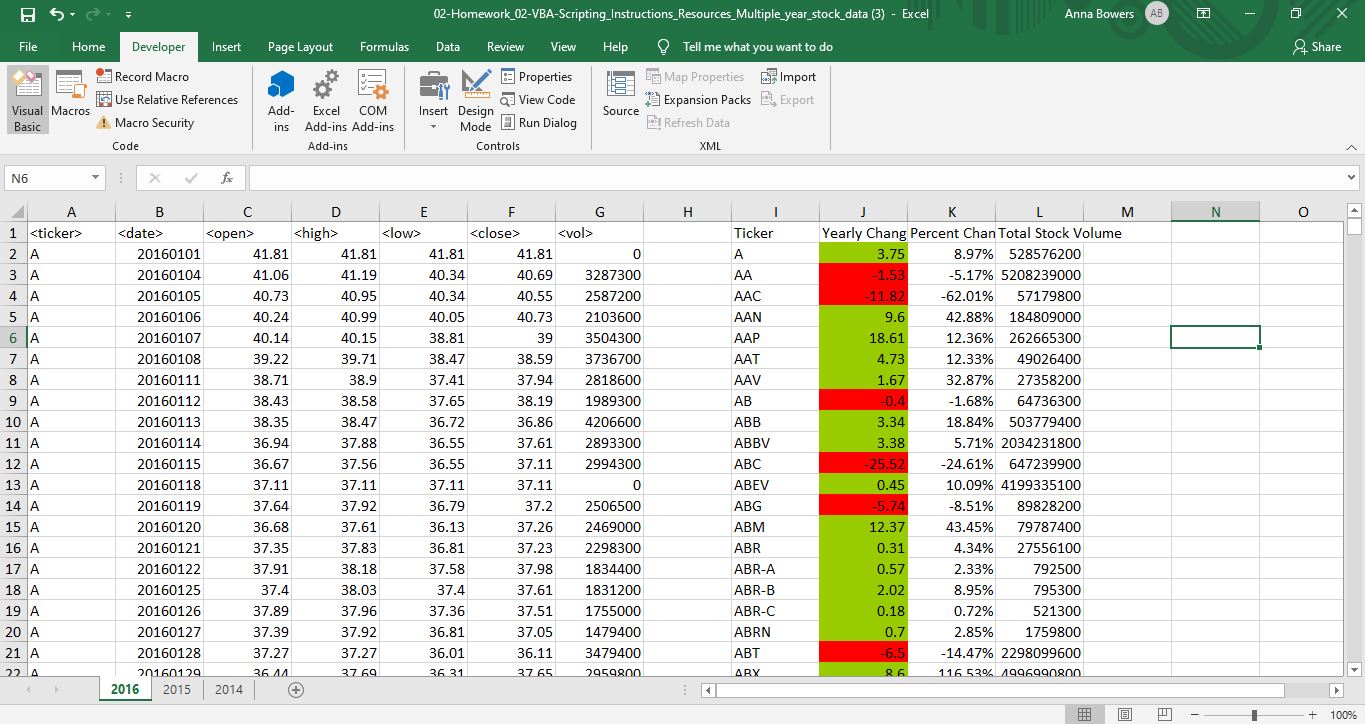 02-Homework_02-VBA-Scripting_Instructions_Resources_Multiple_year_stock_data (3) - Excel Anna Bowers AB
File Home Developer Insert Page Layout Formulas Data Review View Help Tell me what you want to do Share
Visual Basic
Macros
Record Macro
Use Relative References
Macro Security
Code
Add-ins
Excel Add-ins
COM Add-ins
Add-ins
Insert
Design Mode
Properties
View Code
Run Dialog
Controls
Source
Map Properties
Expansion Packs
Refresh Data
Import
Export
XML
N6 fx
A B C D E F G H I J K L M N O
1 <ticker> <date> <open> <high> <low> <close> <vol> Ticker Yearly Chang Percent Chan Total Stock Volume
2 A 20160101 41.81 41.81 41.81 41.81 0 A 3.75 8.97% 528576200
3 A 20160104 41.06 41.19 40.34 40.69 3287300 AA -1.53 -5.17% 5208239000
4 A 20160105 40.73 40.95 40.34 40.55 2587200 AAC -11.82 -62.01% 57179800
5 A 20160106 40.24 40.99 40.05 40.73 2103600 AAN 9.6 42.88% 184809000
6 A 20160107 40.14 40.15 38.81 39 3504300 AAP 18.61 12.36% 262665300
7 A 20160108 39.22 39.71 38.47 38.59 3736700 AAT 4.73 12.33% 49026400
8 A 20160111 38.71 38.9 37.41 37.94 2818600 AAV 1.67 32.87% 27358200
9 A 20160112 38.43 38.58 37.65 38.19 1989300 AB -0.4 -1.68% 64736300
10 A 20160113 38.35 38.47 36.72 36.86 4206600 ABB 3.34 18.84% 503779400
11 A 20160114 36.94 37.88 36.55 37.61 2893300 ABBV 3.38 5.71% 2034231800
12 A 20160115 36.67 37.56 36.55 37.11 2994300 ABC -25.52 -24.61% 647239900
13 A 20160118 37.11 37.11 37.11 37.11 0 ABEV 0.45 10.09% 4199335100
14 A 20160119 37.64 37.92 36.79 37.2 2506500 ABG -5.74 -8.51% 89828200
15 A 20160120 36.68 37.61 36.13 37.26 2469000 ABM 12.37 43.45% 79787400
16 A 20160121 37.35 37.83 36.81 37.23 2298300 ABR 0.31 4.34% 27556100
17 A 20160122 37.91 38.18 37.58 37.98 1834400 ABR-A 0.57 2.33% 792500
18 A 20160125 37.4 38.03 37.4 37.61 1831200 ABR-B 2.02 8.95% 795300
19 A 20160126 37.89 37.96 37.36 37.51 1755000 ABR-C 0.18 0.72% 521300
20 A 20160127 37.39 37.92 36.81 37.05 1479400 ABRN 0.7 2.85% 1759800
21 A 20160128 37.27 37.27 36.01 36.11 3479400 ABT -6.5 -14.47% 2298099600
22 A 20160129 36.44 37.69 36.31 37.65 2959800 ABX 8.6 116.53% 4996990800
2016 2015 2014
100%